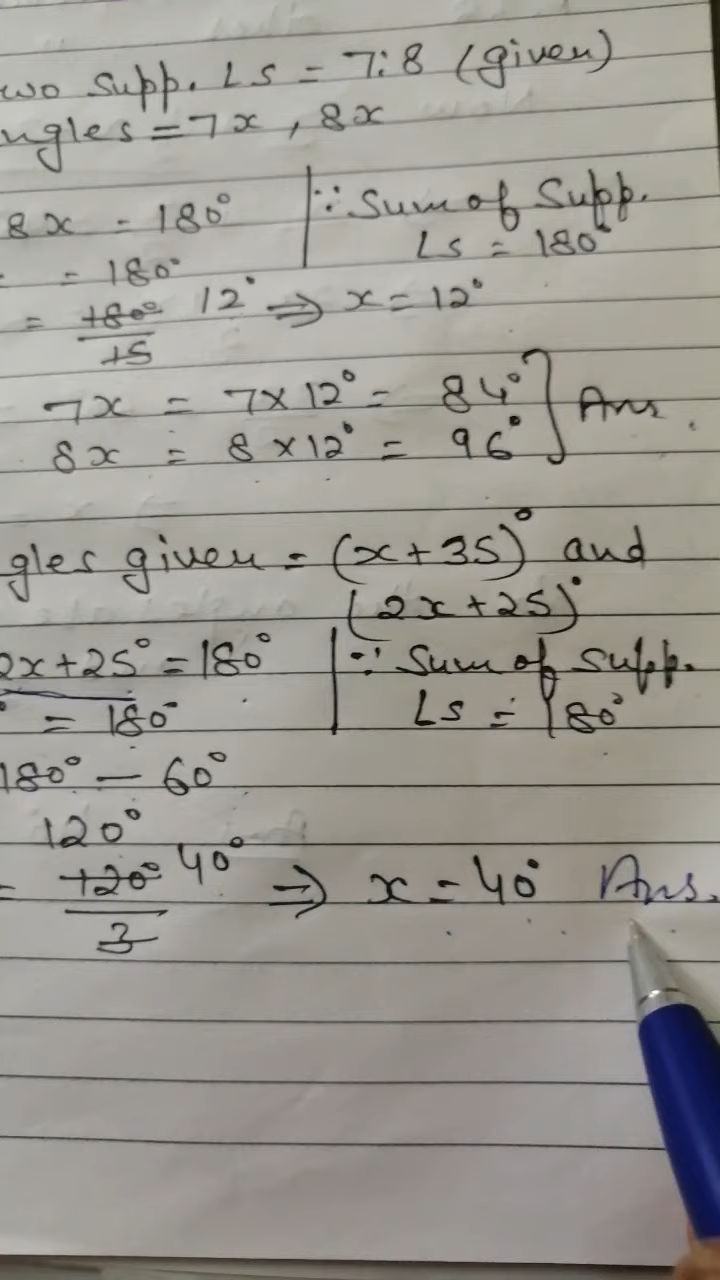 wo Supp. ∠s = 7:8 (given)
ngles = 7x , 8x
8x = 180° | ∵ Sum of Supp.
∠s = 180°
= 180°
= 180°/15 12° ⇒ x = 12°
7x = 7×12° = 84° ] Ans.
8x = 8×12° = 96°
gles given = (x+35)° and
(2x+25)°
2x+25° = 180° | ∵ Sum of Supp.
° = 180° ∠s = 180°
180° − 60°
120°
= 120°/3 40° ⇒ x = 40° Ans.